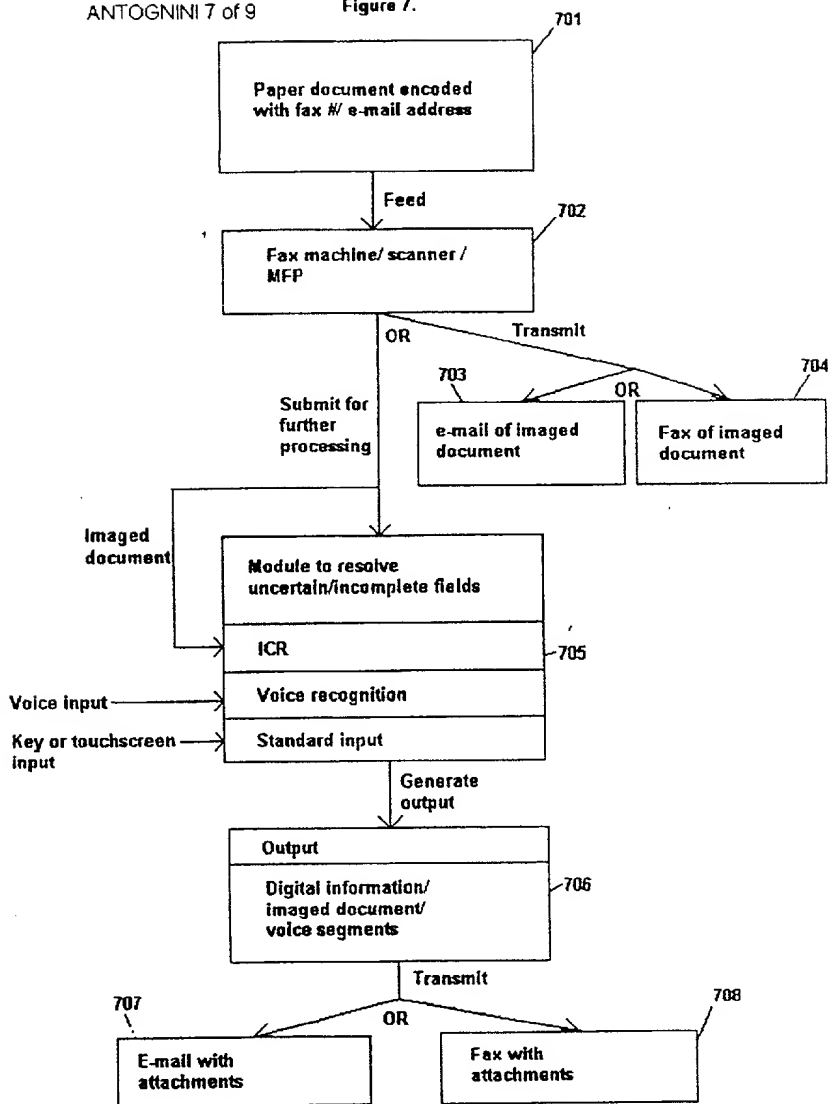 ANTOGNINI 7 of 9
Figure 7.
701
Paper document encoded
with fax #/ e-mail address
Feed
702
Fax machine/ scanner /
MFP
OR
Transmit
703
704
OR
Submit for
further
processing
e-mail of imaged
document
Fax of imaged
document
Imaged
document
Module to resolve
uncertain/incomplete fields
ICR
705
Voice input
Voice recognition
Key or touchscreen
input
Standard input
Generate
output
Output
Digital information/
imaged document/
voice segments
706
Transmit
707
OR
708
E-mail with
attachments
Fax with
attachments